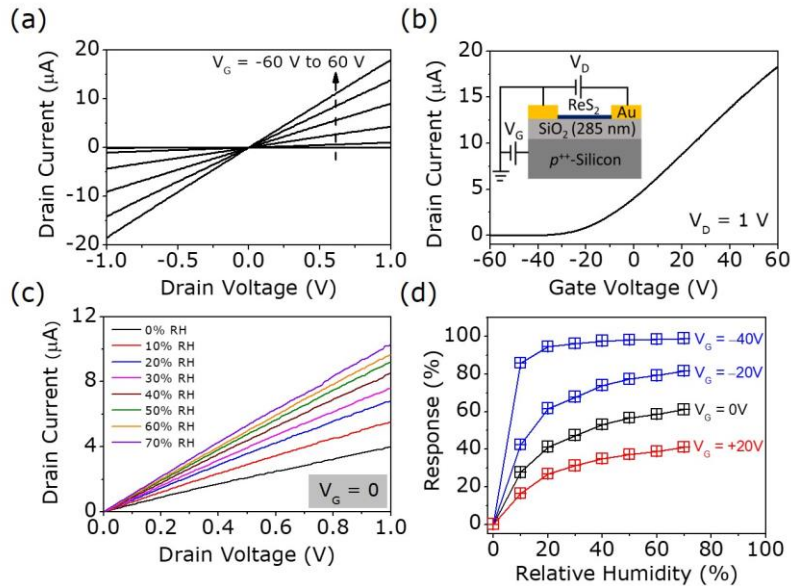 (a)
20
10
0
-10
-20
-1.0 -0.5 0.0 0.5 1.0
Drain Current (μA)
Drain Voltage (V)
V_G = -60 V to 60 V
(b)
20
15
10
5
0
-60 -40 -20 0 20 40 60
Drain Current (μA)
Gate Voltage (V)
V_D
ReS₂
Au
V_G
SiO₂ (285 nm)
p⁺⁺-Silicon
V_D = 1 V
(c)
12
8
4
0
0.0 0.2 0.4 0.6 0.8 1.0
Drain Current (μA)
Drain Voltage (V)
0% RH
10% RH
20% RH
30% RH
40% RH
50% RH
60% RH
70% RH
V_G = 0
(d)
100
80
60
40
20
0
0 20 40 60 80 100
Response (%)
Relative Humidity (%)
V_G = −40V
V_G = −20V
V_G = 0V
V_G = +20V